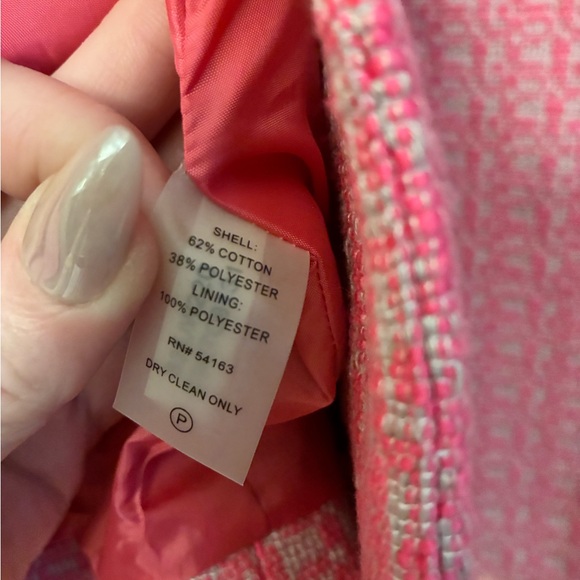 SHELL:
62% COTTON
38% POLYESTER
LINING:
100% POLYESTER
RN# 54163
DRY CLEAN ONLY
P